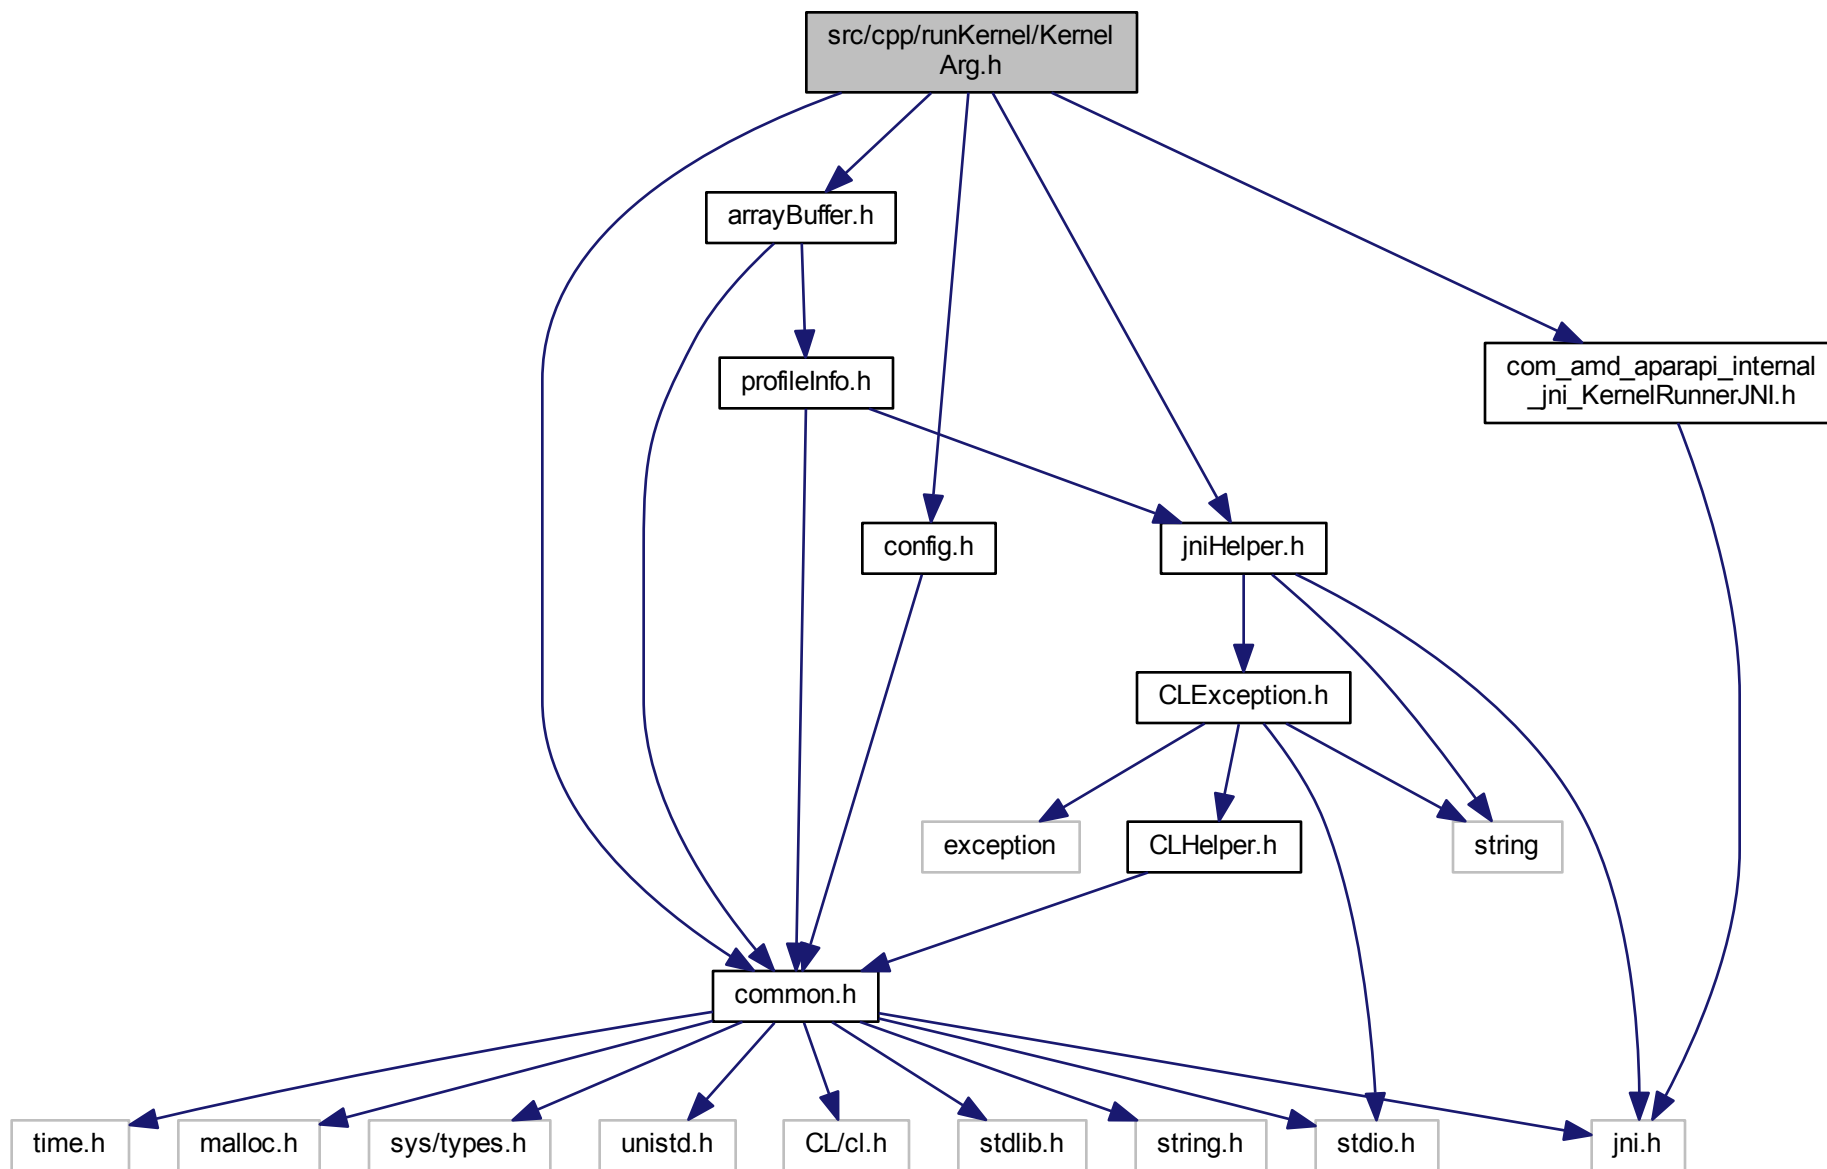 src/cpp/runKernel/Kernel
Arg.h
arrayBuffer.h
profileInfo.h
com_amd_aparapi_internal
_jni_KernelRunnerJNI.h
config.h
jniHelper.h
CLException.h
exception
CLHelper.h
string
common.h
time.h
malloc.h
sys/types.h
unistd.h
CL/cl.h
stdlib.h
string.h
stdio.h
jni.h